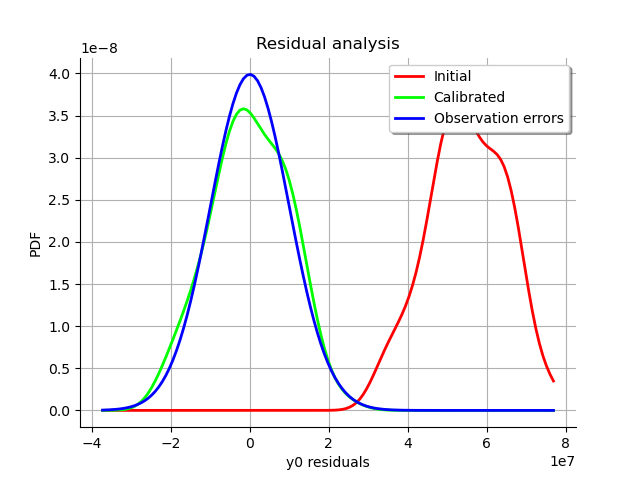 Residual analysis
1e−8
Initial
Calibrated
Observation errors
4.0
3.5
3.0
2.5
2.0
1.5
1.0
0.5
0.0
PDF
−4 −2 0 2 4 6 8
1e7
y0 residuals